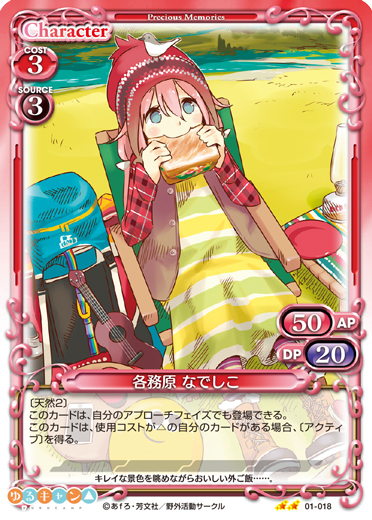 Precious Memories
Character
COST
3
SOURCE
3
50 AP
DP 20
各務原 なでしこ
［天然2］
このカードは、自分のアプローチフェイズでも登場できる。
このカードは、使用コストが△の自分のカードがある場合、［アクティ
ブ］を得る。
キレイな景色を眺めながらおいしい外ご飯……。
ゆるキャン△
©あfろ・芳文社／野外活動サークル
01-018